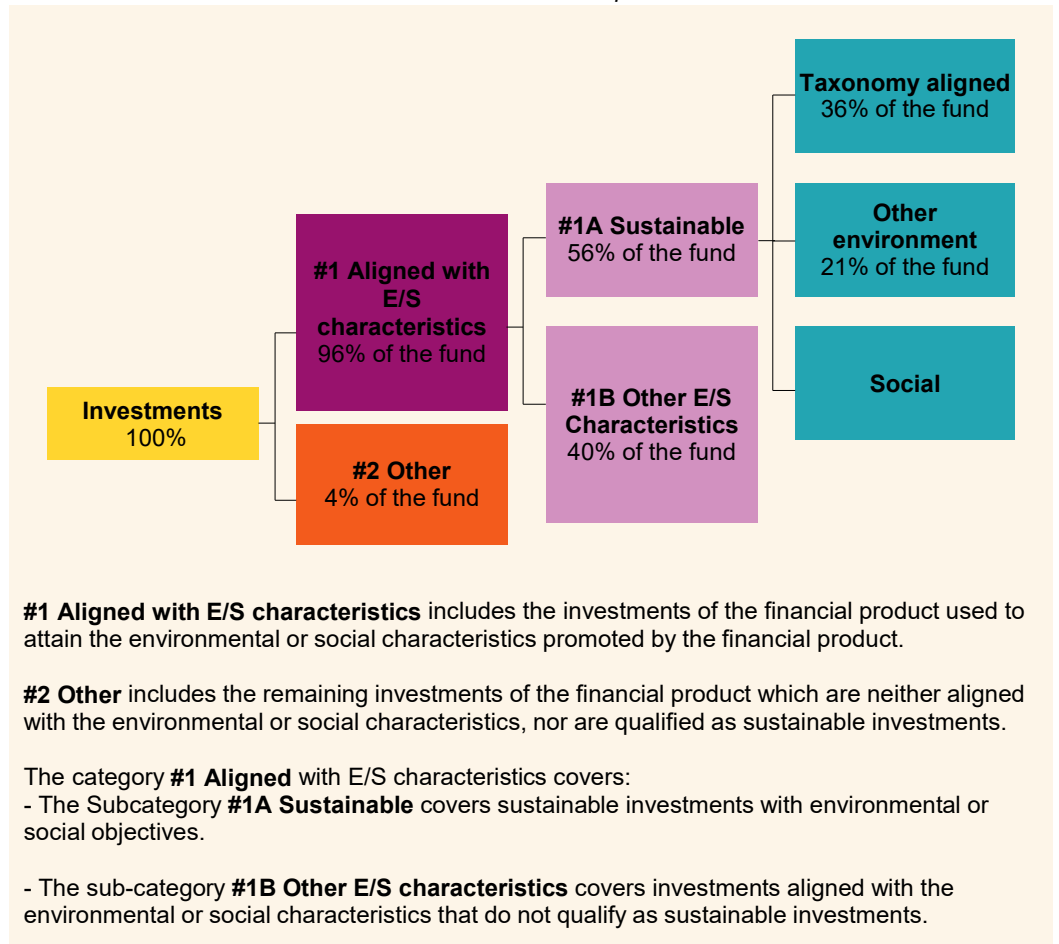 Taxonomy aligned
36% of the fund
#1A Sustainable
56% of the fund
Other
environment
21% of the fund
#1 Aligned with
E/S
characteristics
96% of the fund
Social
#1B Other E/S
Characteristics
40% of the fund
Investments
100%
#2 Other
4% of the fund
#1 Aligned with E/S characteristics includes the investments of the financial product used to
attain the environmental or social characteristics promoted by the financial product.
#2 Other includes the remaining investments of the financial product which are neither aligned
with the environmental or social characteristics, nor are qualified as sustainable investments.
The category #1 Aligned with E/S characteristics covers:
- The Subcategory #1A Sustainable covers sustainable investments with environmental or
social objectives.
- The sub-category #1B Other E/S characteristics covers investments aligned with the
environmental or social characteristics that do not qualify as sustainable investments.